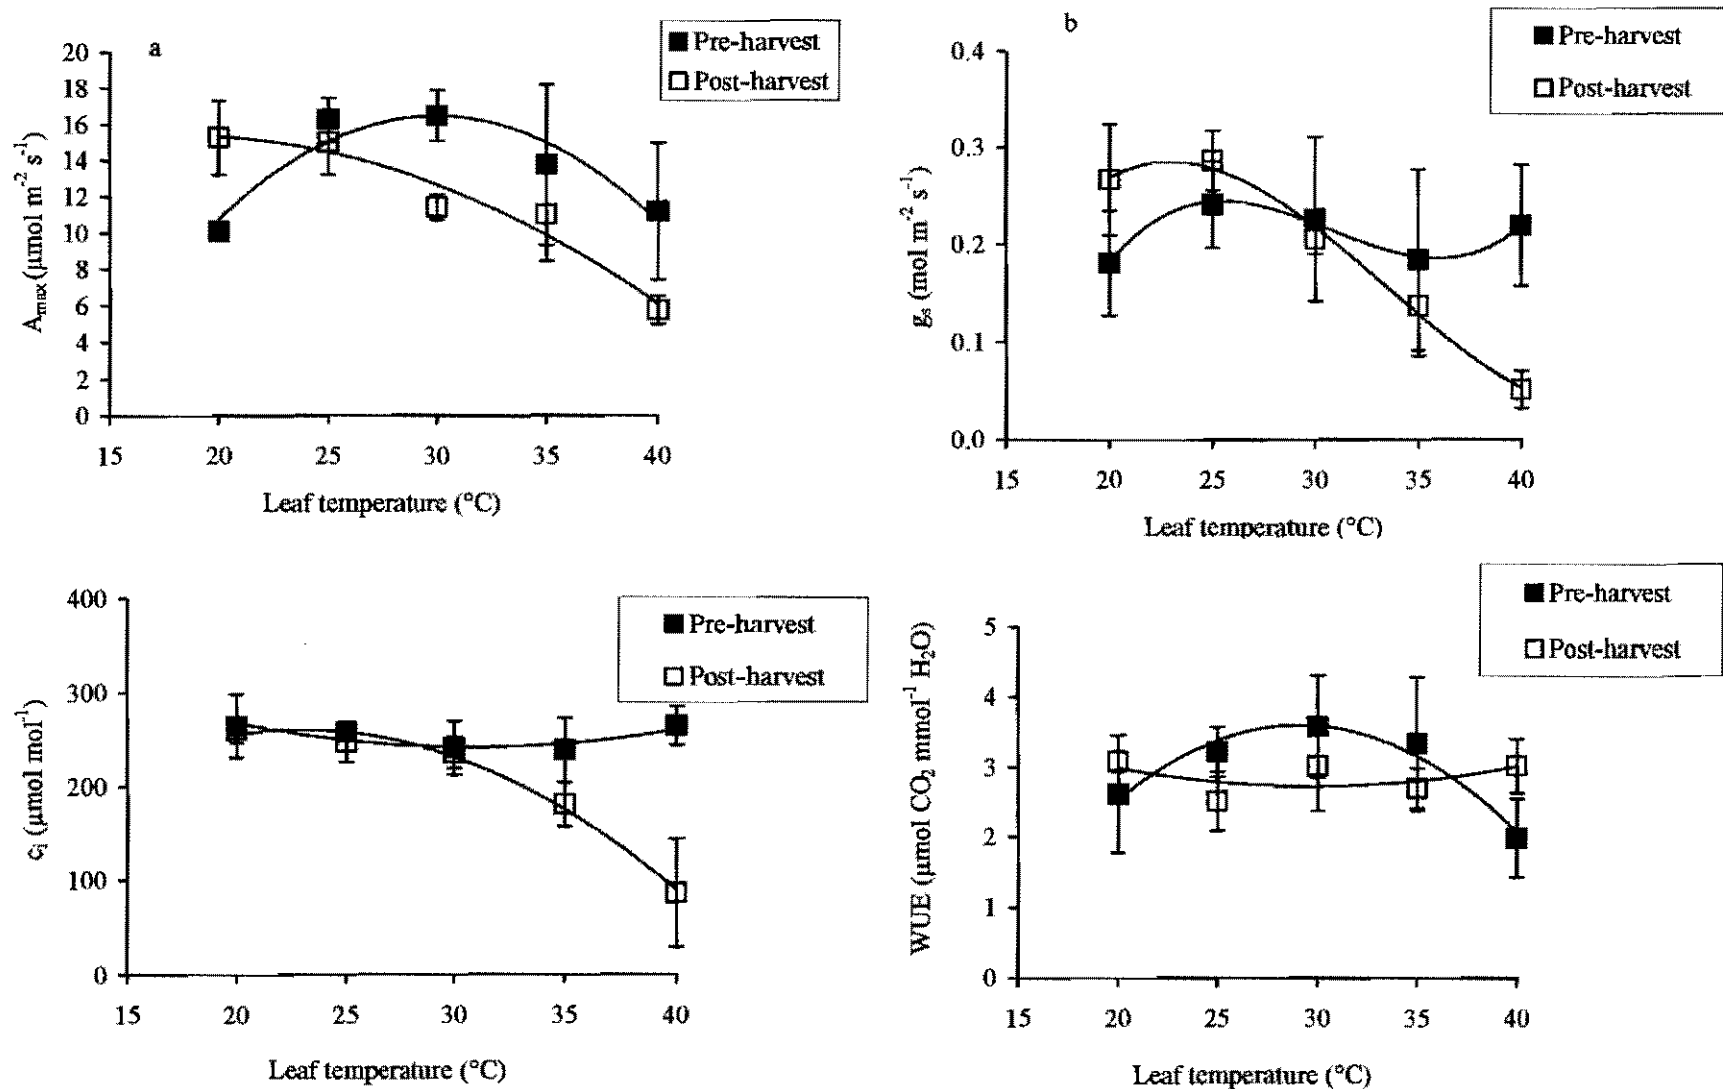 a
Pre-harvest
Post-harvest
A_max (μmol m⁻² s⁻¹)
20
18
16
14
12
10
8
6
4
2
0
15 20 25 30 35 40
Leaf temperature (°C)
b
Pre-harvest
Post-harvest
g_s (mol m⁻² s⁻¹)
0.4
0.3
0.2
0.1
0.0
15 20 25 30 35 40
Leaf temperature (°C)
Pre-harvest
Post-harvest
c_i (μmol mol⁻¹)
400
300
200
100
0
15 20 25 30 35 40
Leaf temperature (°C)
Pre-harvest
Post-harvest
WUE (μmol CO₂ mmol⁻¹ H₂O)
5
4
3
2
1
0
15 20 25 30 35 40
Leaf temperature (°C)